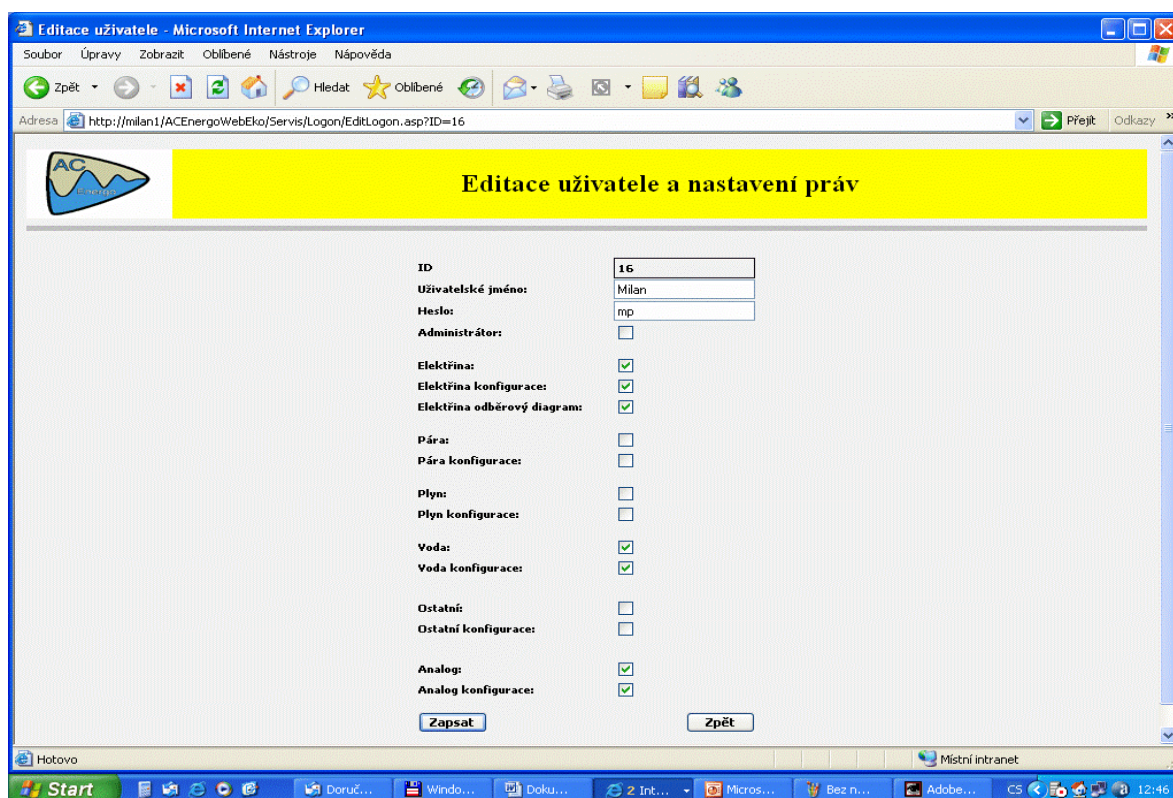 Editace uživatele - Microsoft Internet Explorer
Soubor Úpravy Zobrazit Oblíbené Nástroje Nápověda
Zpět Hledat Oblíbené
Adresa http://milan1/ACEnergoWebEko/Servis/Logon/EditLogon.asp?ID=16 Přejít Odkazy »
AC
Energo
Editace uživatele a nastavení práv
ID 16
Uživatelské jméno: Milan
Heslo: mp
Administrátor:
Elektřina:
Elektřina konfigurace:
Elektřina odběrový diagram:
Pára:
Pára konfigurace:
Plyn:
Plyn konfigurace:
Voda:
Voda konfigurace:
Ostatní:
Ostatní konfigurace:
Analog:
Analog konfigurace:
Zapsat Zpět
Hotovo Místní intranet
Start Doruč... Windo... Doku... 2 Int... Micros... Bez n... Adobe... CS 12:46